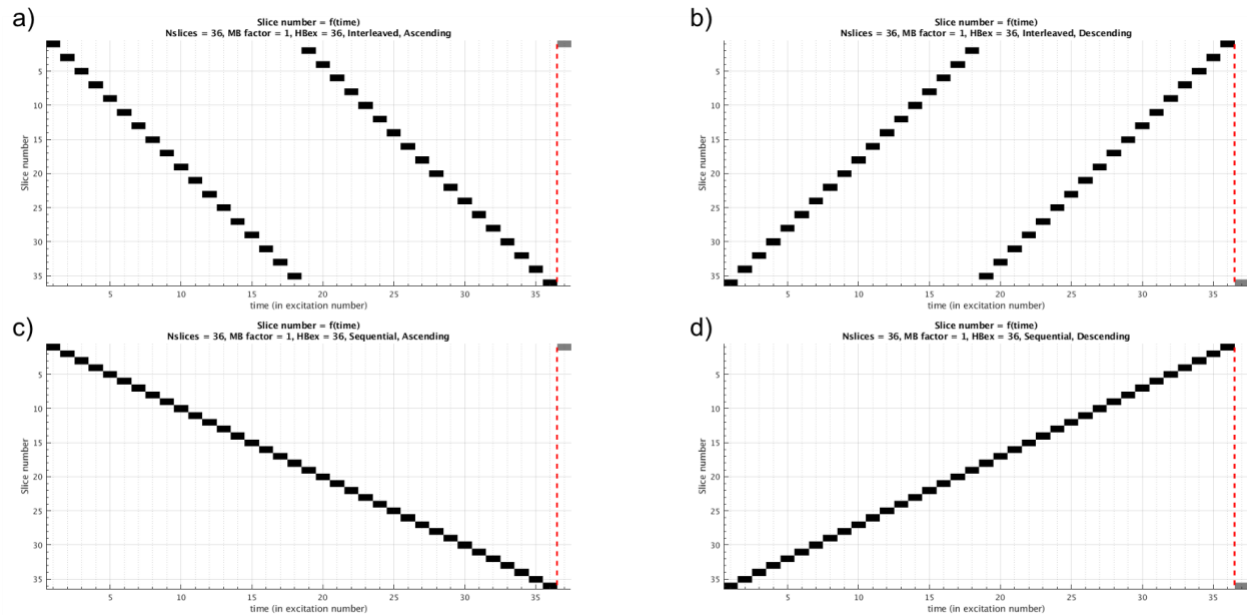 a)
Slice number = f(time)
Nslices = 36, MB factor = 1, HBex = 36, Interleaved, Ascending
Slice number
5
10
15
20
25
30
35
5 10 15 20 25 30 35
time (in excitation number)
b)
Slice number = f(time)
Nslices = 36, MB factor = 1, HBex = 36, Interleaved, Descending
Slice number
5
10
15
20
25
30
35
5 10 15 20 25 30 35
time (in excitation number)
c)
Slice number = f(time)
Nslices = 36, MB factor = 1, HBex = 36, Sequential, Ascending
Slice number
5
10
15
20
25
30
35
5 10 15 20 25 30 35
time (in excitation number)
d)
Slice number = f(time)
Nslices = 36, MB factor = 1, HBex = 36, Sequential, Descending
Slice number
5
10
15
20
25
30
35
5 10 15 20 25 30 35
time (in excitation number)